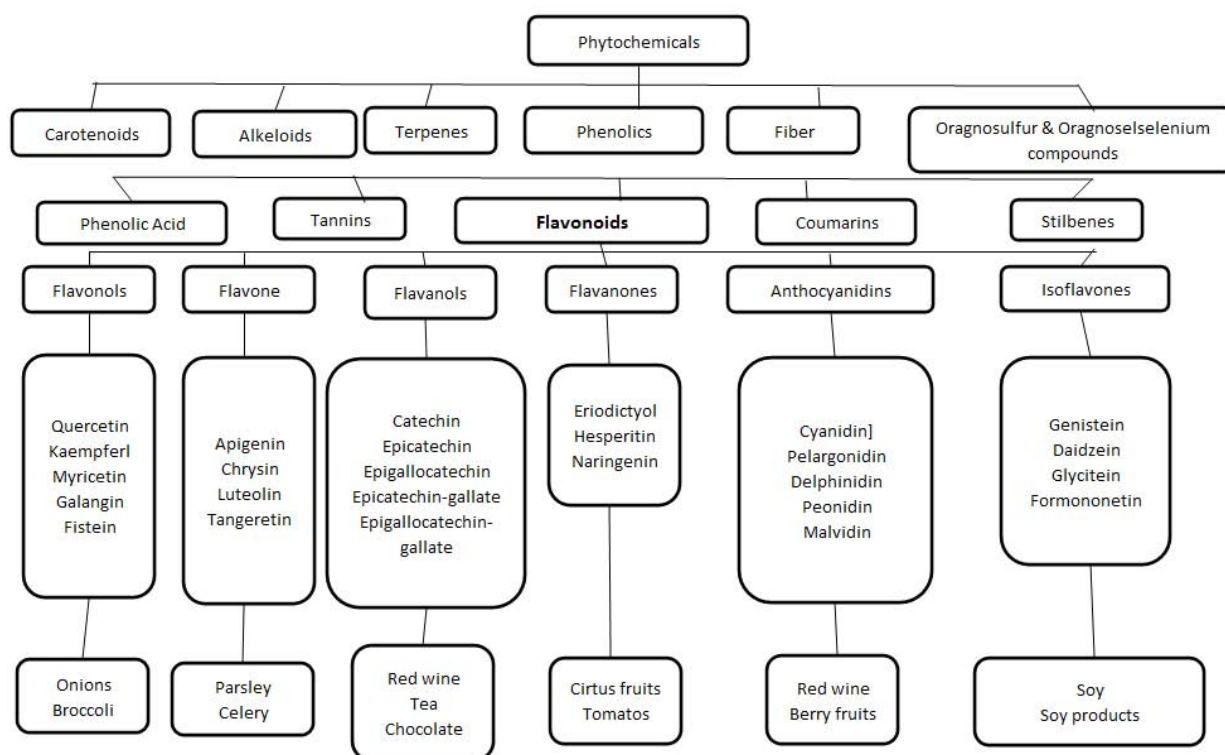 Phytochemicals
Carotenoids
Alkeloids
Terpenes
Phenolics
Fiber
Oragnosulfur & Oragnoselselenium
compounds
Phenolic Acid
Tannins
Flavonoids
Coumarins
Stilbenes
Flavonols
Flavone
Flavanols
Flavanones
Anthocyanidins
Isoflavones
Quercetin
Kaempferl
Myricetin
Galangin
Fistein
Apigenin
Chrysin
Luteolin
Tangeretin
Catechin
Epicatechin
Epigallocatechin
Epicatechin-gallate
Epigallocatechin-
gallate
Eriodictyol
Hesperitin
Naringenin
Cyanidin]
Pelargonidin
Delphinidin
Peonidin
Malvidin
Genistein
Daidzein
Glycitein
Formononetin
Onions
Broccoli
Parsley
Celery
Red wine
Tea
Chocolate
Cirtus fruits
Tomatos
Red wine
Berry fruits
Soy
Soy products